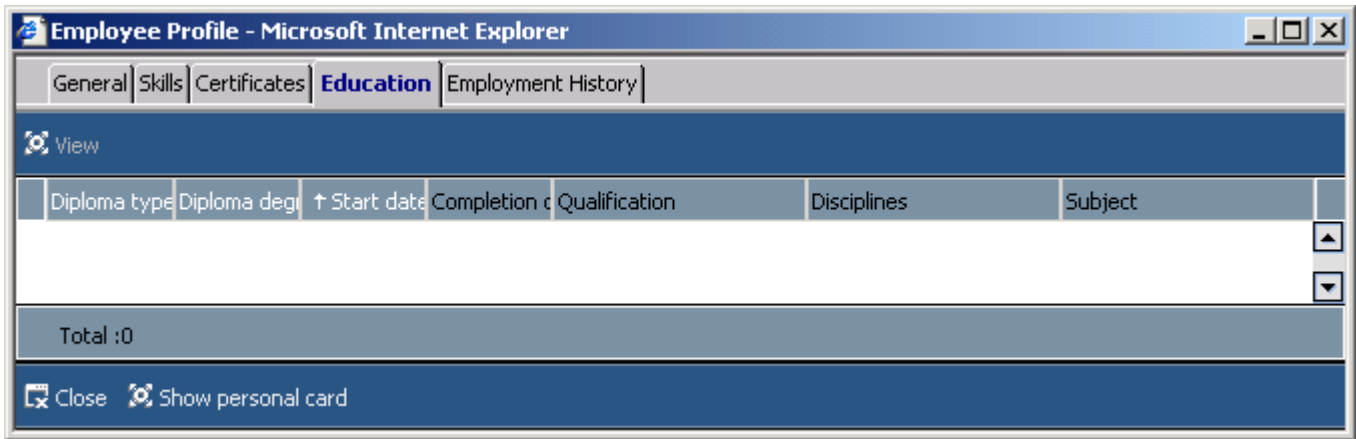 Employee Profile - Microsoft Internet Explorer
General Skills Certificates Education Employment History
View
Diploma type Diploma deg ↑ Start date Completion Qualification Disciplines Subject
Total :0
Close Show personal card